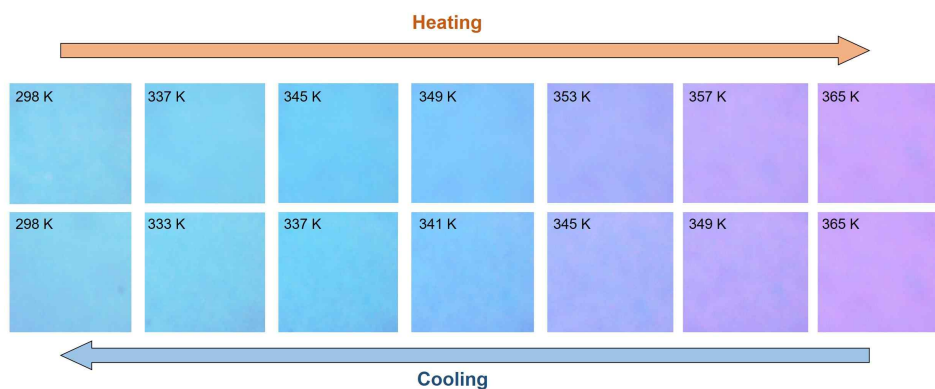 Heating
298 K 337 K 345 K 349 K 353 K 357 K 365 K
298 K 333 K 337 K 341 K 345 K 349 K 365 K
Cooling